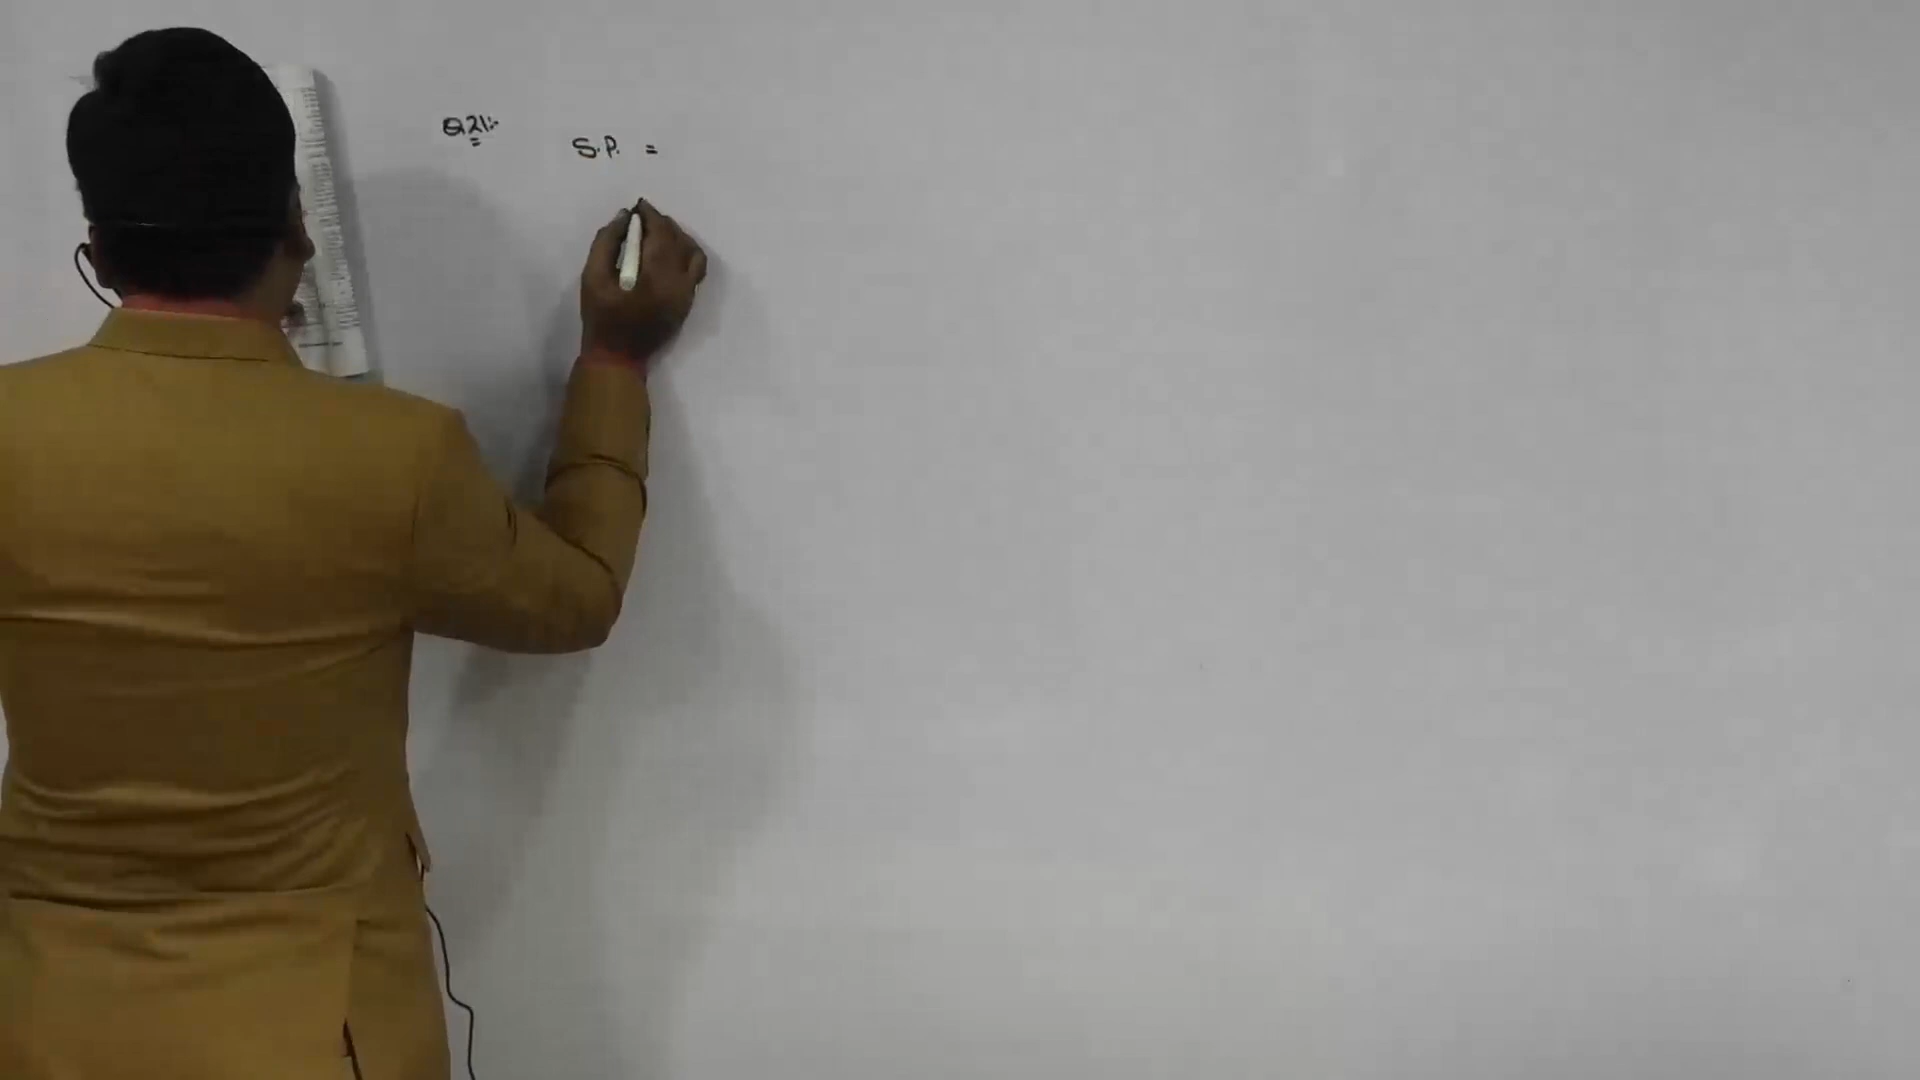 Q21:-
S.P. =